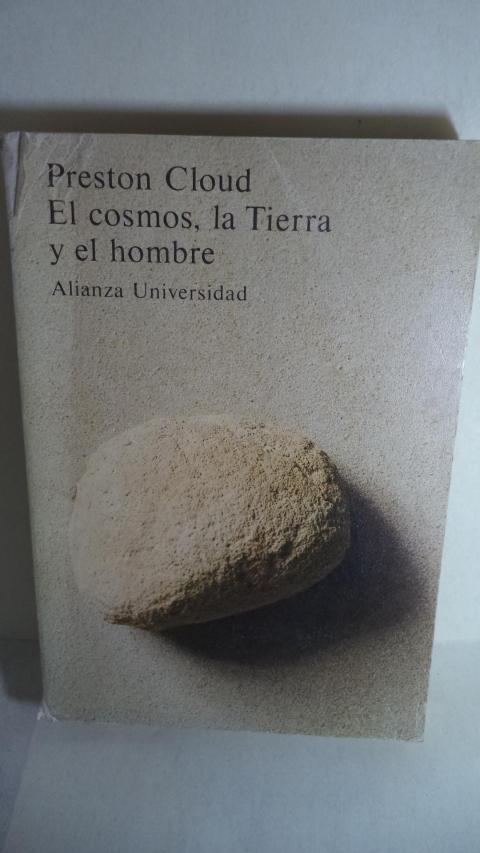 Preston Cloud
El cosmos, la Tierra
y el hombre
Alianza Universidad